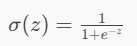 σ(z) = 1/(1+e^{-z})